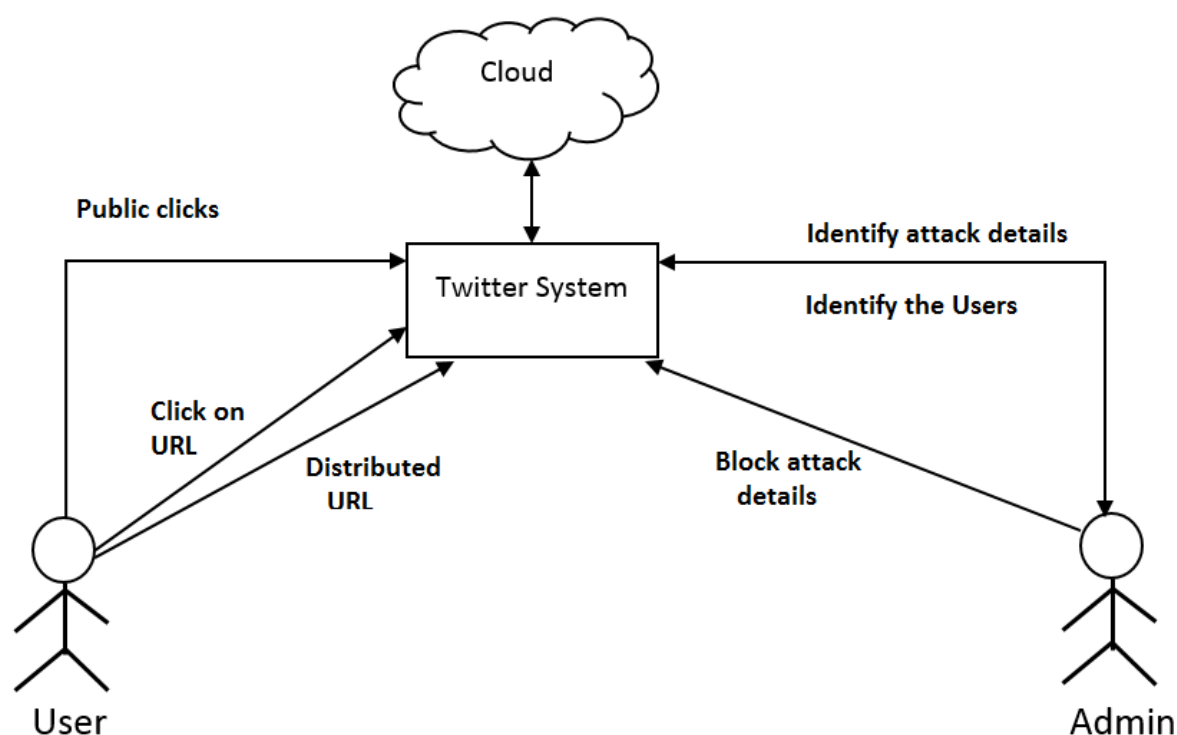 Cloud
Public clicks
Identify attack details
Twitter System
Identify the Users
Click on
URL
Distributed
URL
Block attack
details
User
Admin